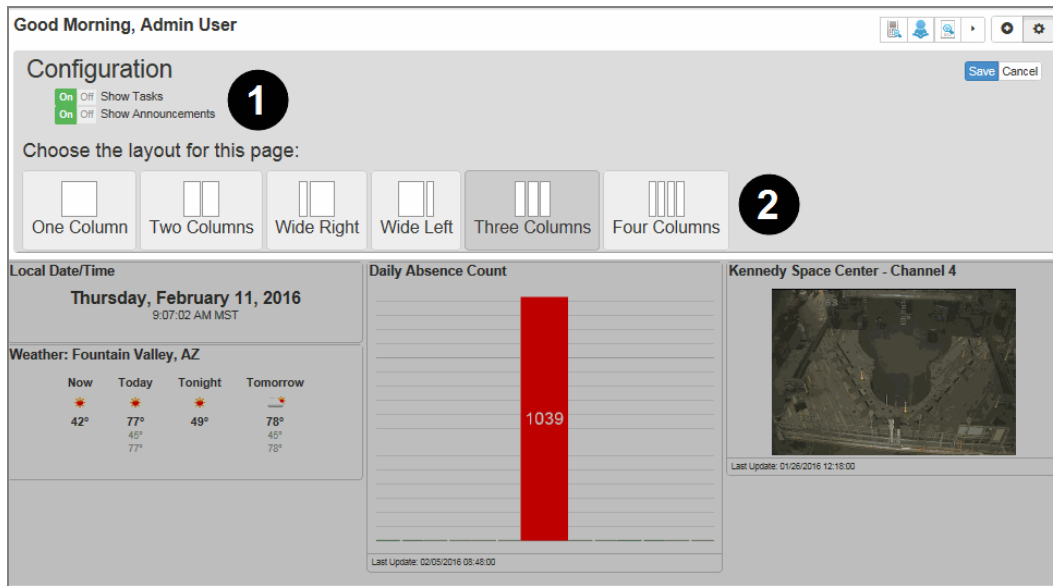 Good Morning, Admin User
Configuration
Save Cancel
On Off Show Tasks
On Off Show Announcements
1
Choose the layout for this page:
One Column Two Columns Wide Right Wide Left Three Columns Four Columns
2
Local Date/Time
Thursday, February 11, 2016
9:07:02 AM MST
Weather: Fountain Valley, AZ
Now Today Tonight Tomorrow
42° 77° 49° 78°
45° 45°
77° 78°
Daily Absence Count
1039
Last Update: 02/05/2016 08:48:00
Kennedy Space Center - Channel 4
Last Update: 01/26/2016 12:18:00